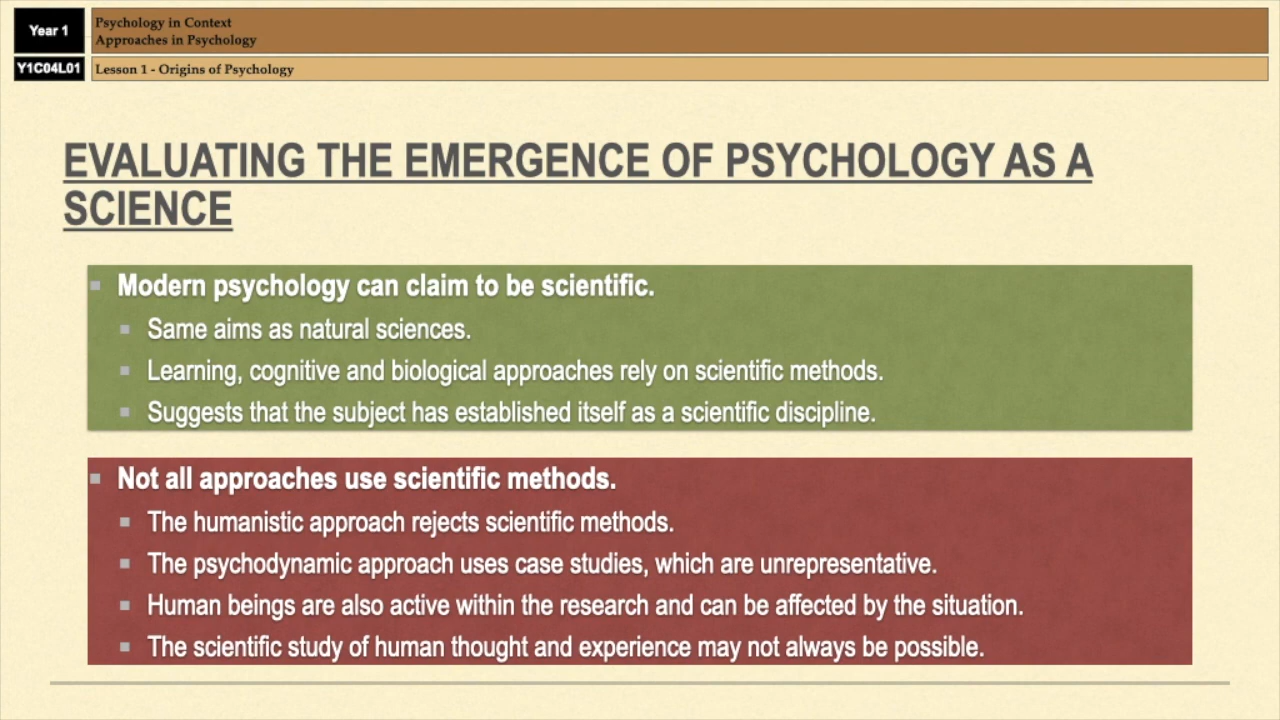 Year 1
Psychology in Context
Approaches in Psychology
Y1C04L01
Lesson 1 - Origins of Psychology
EVALUATING THE EMERGENCE OF PSYCHOLOGY AS A
SCIENCE
Modern psychology can claim to be scientific.
Same aims as natural sciences.
Learning, cognitive and biological approaches rely on scientific methods.
Suggests that the subject has established itself as a scientific discipline.
Not all approaches use scientific methods.
The humanistic approach rejects scientific methods.
The psychodynamic approach uses case studies, which are unrepresentative.
Human beings are also active within the research and can be affected by the situation.
The scientific study of human thought and experience may not always be possible.